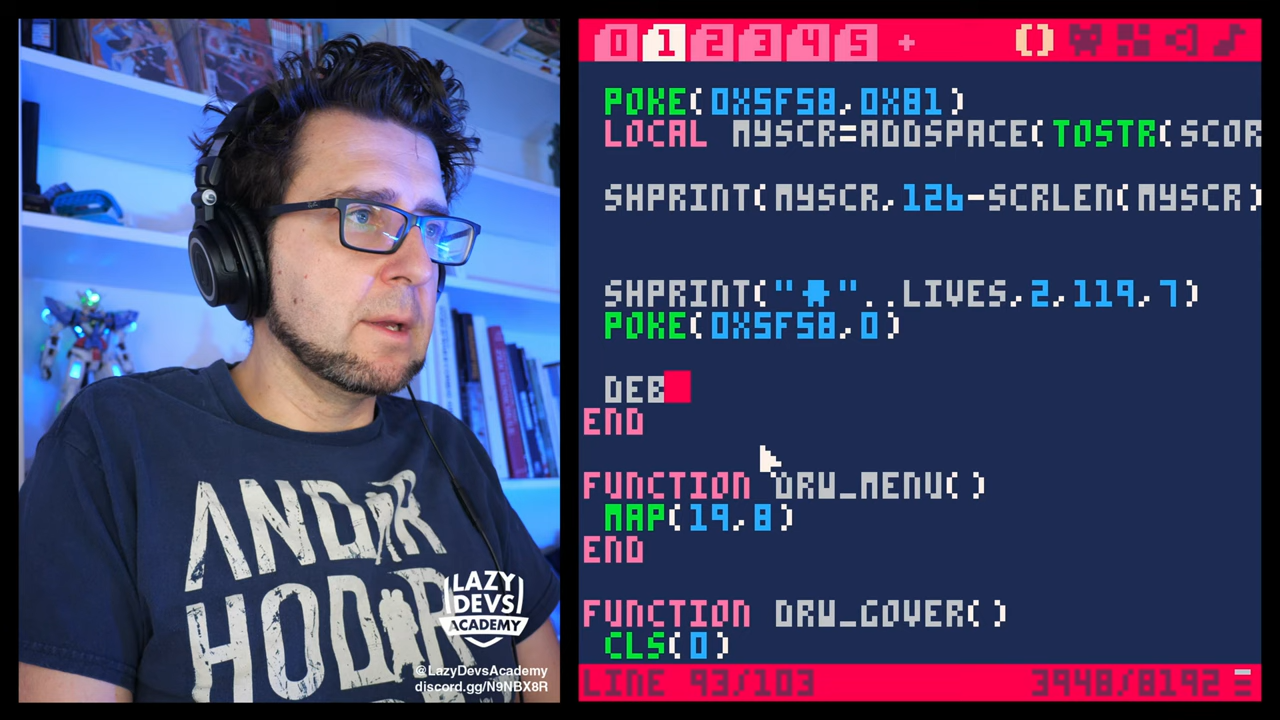 ANDOR
HODOR
LAZY
DEVS
ACADEMY
@LazyDevsAcademy
discord.gg/N9NBX8R
0 1 2 3 4 5 +
POKE(0X5F58,0X81)
LOCAL MYSCR=ADDSPACE(TOSTR(SCOR
SHPRINT(MYSCR,126-SCRLEN(MYSCR)
SHPRINT("🐱"..LIVES,2,119,7)
POKE(0X5F58,0)
DEB
END
FUNCTION DRW_MENU()
MAP(19,8)
END
FUNCTION DRW_GOVER()
CLS(0)
LINE 93/103
3948/8192